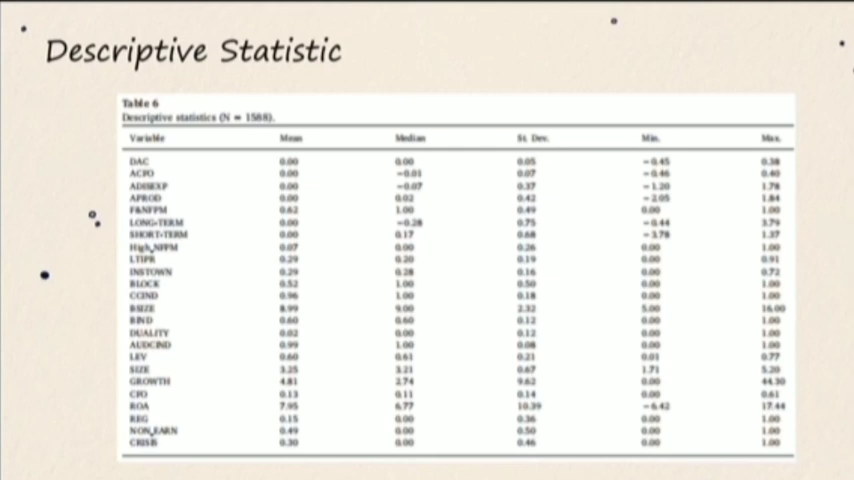 Descriptive Statistic
Table 6
Descriptive statistics (N = 1588).
Variable Mean Median St. Dev. Min. Max.
DAC 0.00 0.00 0.05 −0.45 0.38
ACFO 0.00 −0.01 0.07 −0.46 0.40
ADISEXP 0.00 −0.07 0.37 −1.20 1.78
APROD 0.00 0.02 0.42 −2.05 1.84
F&NFPM 0.62 1.00 0.49 0.00 1.00
LONG-TERM 0.00 −0.28 0.75 −0.44 3.79
SHORT-TERM 0.00 0.17 0.68 −3.78 1.37
High_NFPM 0.07 0.00 0.26 0.00 1.00
LTIPR 0.29 0.20 0.19 0.00 0.91
INSTOWN 0.29 0.28 0.16 0.00 0.72
BLOCK 0.52 1.00 0.50 0.00 1.00
CCIND 0.96 1.00 0.18 0.00 1.00
BSIZE 8.99 9.00 2.32 5.00 16.00
BIND 0.60 0.60 0.12 0.00 1.00
DUALITY 0.02 0.00 0.12 0.00 1.00
AUDCIND 0.99 1.00 0.08 0.00 1.00
LEV 0.60 0.61 0.21 0.01 0.77
SIZE 3.25 3.21 0.67 1.71 5.20
GROWTH 4.81 2.74 9.62 0.00 44.30
CFO 0.13 0.11 0.14 0.00 0.61
ROA 7.95 6.77 10.39 −6.42 17.44
REG 0.15 0.00 0.36 0.00 1.00
NON_EARN 0.49 0.00 0.50 0.00 1.00
CRISIS 0.30 0.00 0.46 0.00 1.00